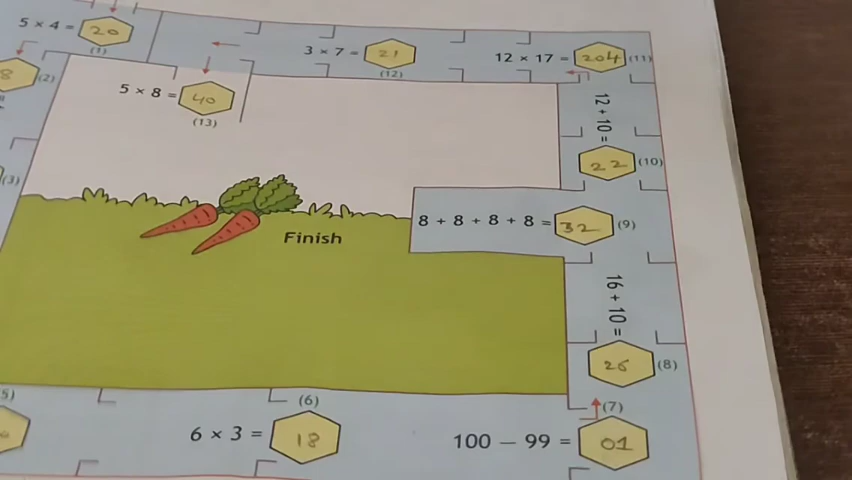 5 × 4 = 20
(1)
8 (2)
(3)
3 × 7 = 21
(12)
12 × 17 = 204 (11)
5 × 8 = 40
(13)
12 + 10 =
22 (10)
8 + 8 + 8 + 8 = 32 (9)
Finish
16 + 10 =
26 (8)
(7)
100 − 99 = 01
(6)
6 × 3 = 18
5)